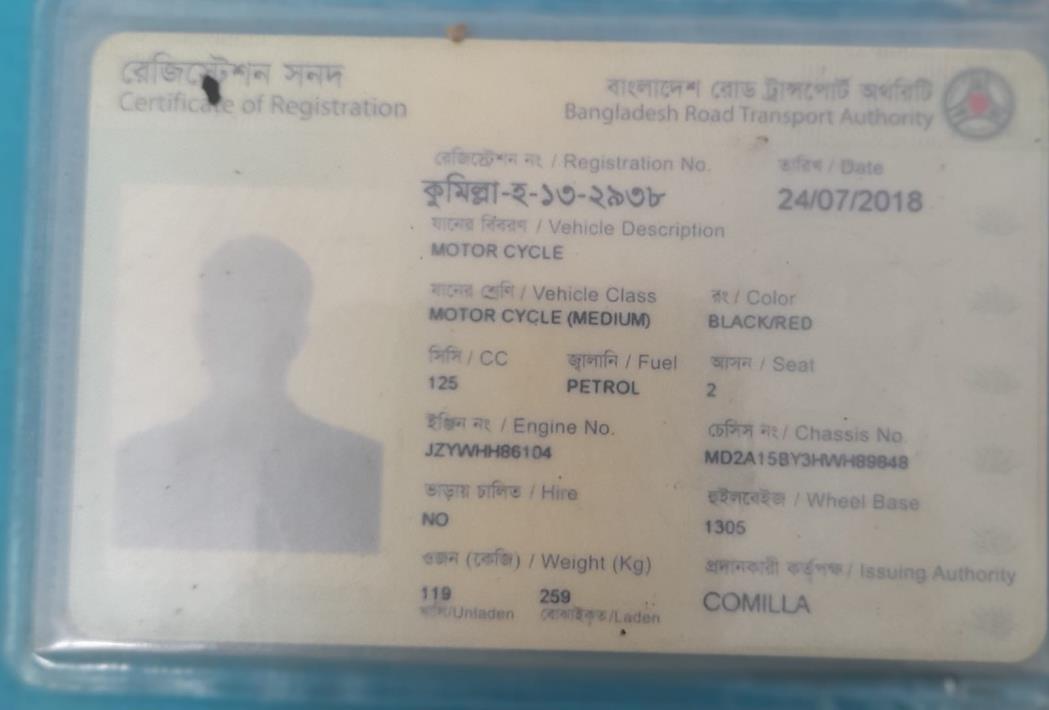 রেজিস্ট্রেশন সনদ
Certificate of Registration
বাংলাদেশ রোড ট্রান্সপোর্ট অথরিটি
Bangladesh Road Transport Authority
রেজিস্ট্রেশন নং / Registration No. তারিখ / Date
কুমিল্লা-হ-১৩-২৯৩৮ 24/07/2018
যানের বিবরণ / Vehicle Description
MOTOR CYCLE
যানের শ্রেণি / Vehicle Class রং / Color
MOTOR CYCLE (MEDIUM) BLACK/RED
সিসি / CC জ্বালানি / Fuel আসন / Seat
125 PETROL 2
ইঞ্জিন নং / Engine No. চেসিস নং / Chassis No.
JZYWHH86104 MD2A15BY3HWH89848
ভাড়ায় চালিত / Hire হুইলবেইজ / Wheel Base
NO 1305
ওজন (কেজি) / Weight (Kg) প্রদানকারী কর্তৃপক্ষ / Issuing Authority
119 259 COMILLA
খালি/Unladen বোঝাইকৃত/Laden